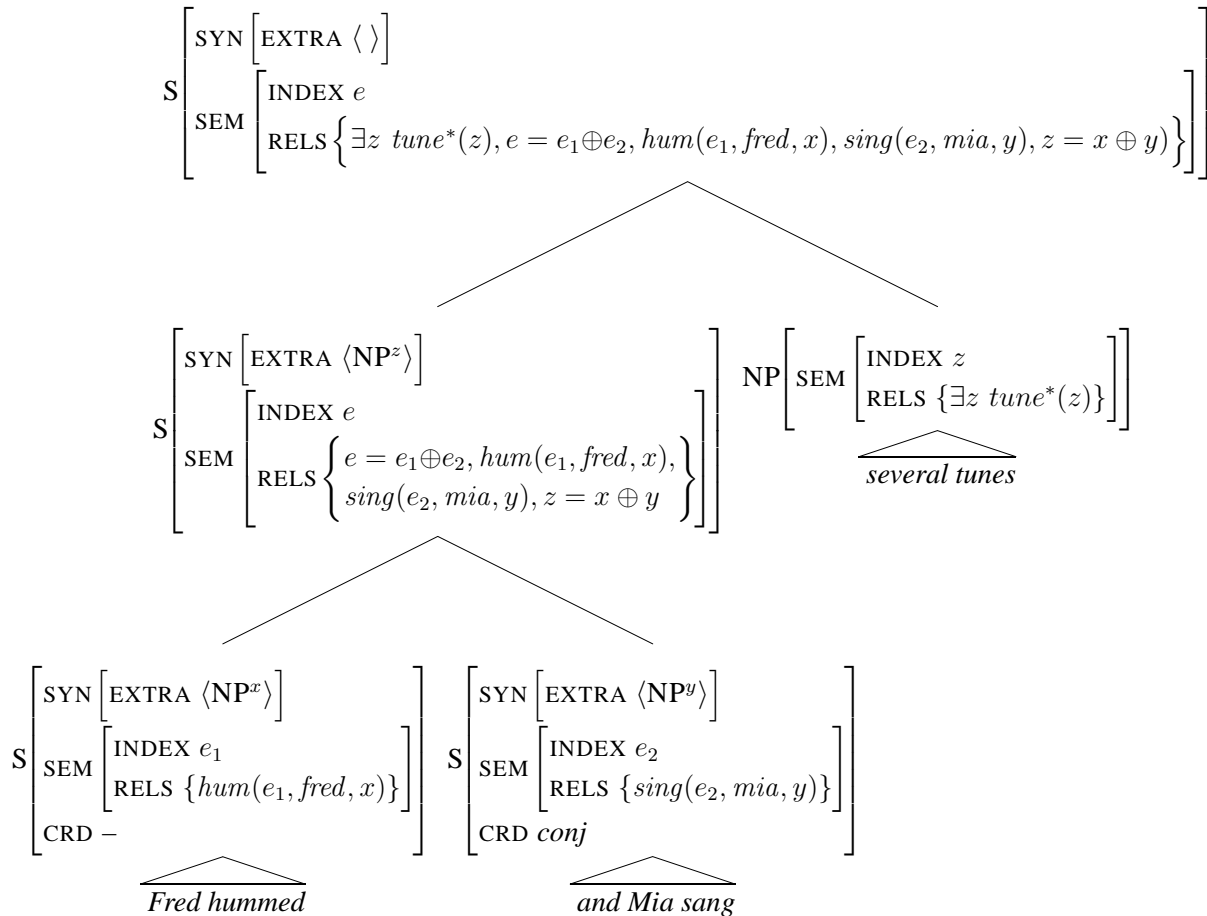 S[SYN [EXTRA ⟨ ⟩]
SEM [INDEX e
RELS {∃z tune*(z), e = e₁⊕e₂, hum(e₁, fred, x), sing(e₂, mia, y), z = x ⊕ y)}]]
S[SYN [EXTRA ⟨NPᶻ⟩]
SEM [INDEX e
RELS {e = e₁⊕e₂, hum(e₁, fred, x),
sing(e₂, mia, y), z = x ⊕ y}]]
NP[SEM [INDEX z
RELS {∃z tune*(z)}]]
several tunes
S[SYN [EXTRA ⟨NPˣ⟩]
SEM [INDEX e₁
RELS {hum(e₁, fred, x)}]
CRD –]
Fred hummed
S[SYN [EXTRA ⟨NPʸ⟩]
SEM [INDEX e₂
RELS {sing(e₂, mia, y)}]
CRD conj]
and Mia sang